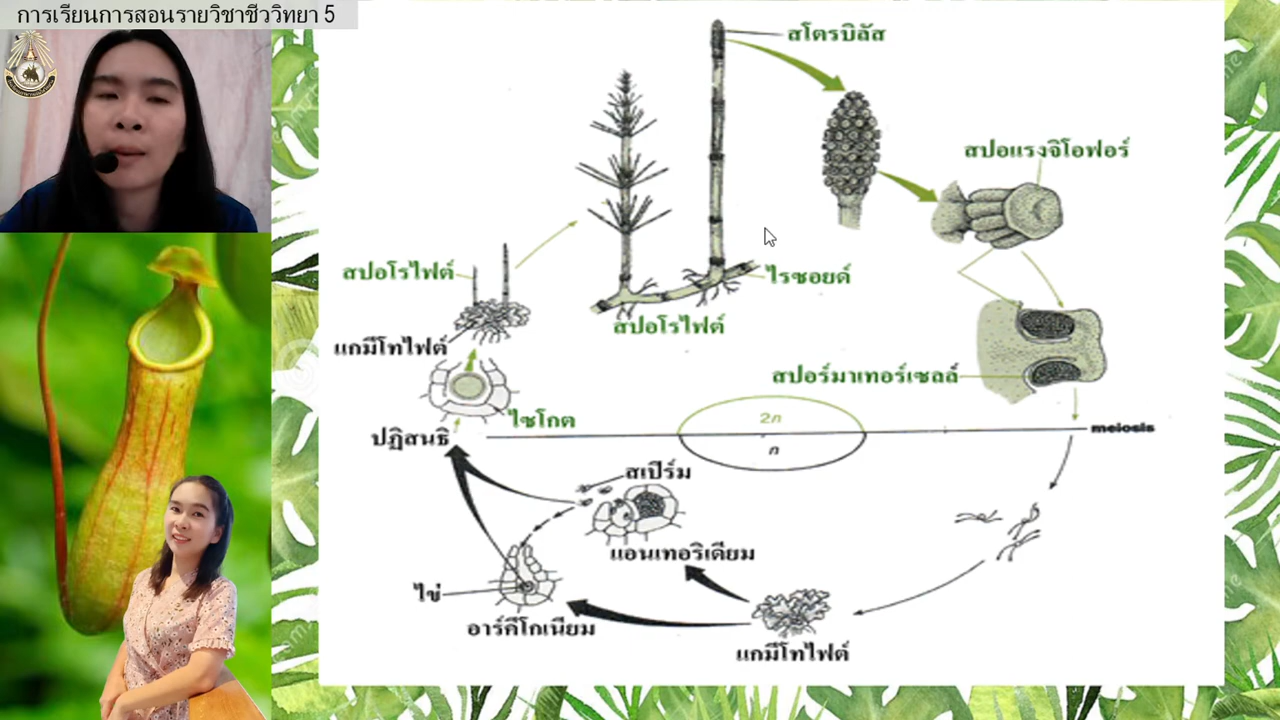 การเรียนการสอนรายวิชาชีววิทยา 5
สโตรบิลัส
สปอแรงจิโอฟอร์
สปอโรไฟต์
ไรซอยด์
สปอโรไฟต์
แกมีโทไฟต์
สปอร์มาเทอร์เซลล์
ไซโกต
2n
ปฏิสนธิ
meiosis
n
สเปิร์ม
แอนเทอริเดียม
ไข่
อาร์คีโกเนียม
แกมีโทไฟต์